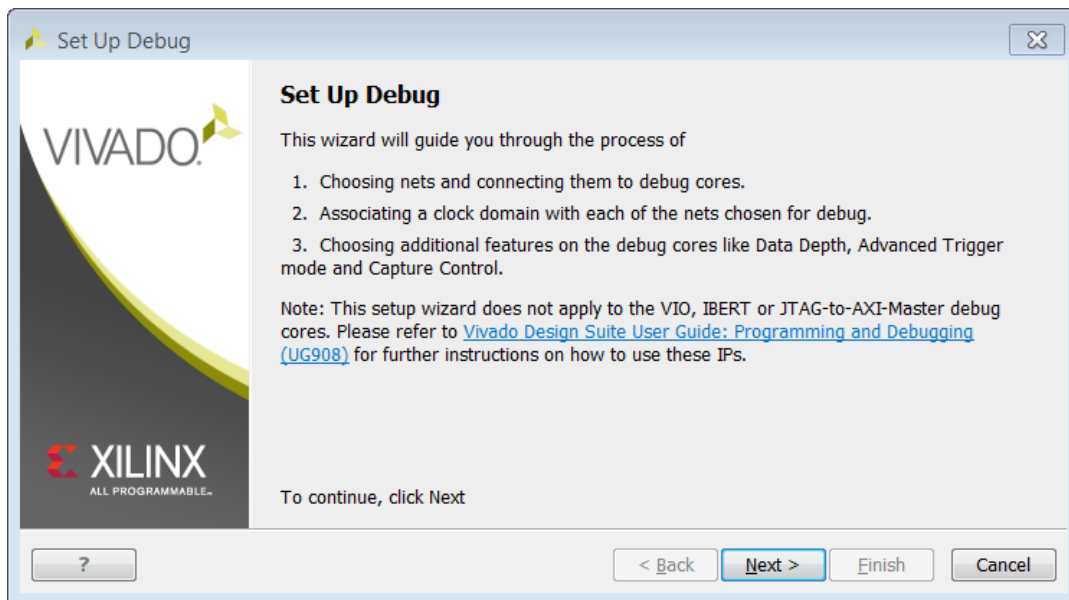 Set Up Debug
VIVADO.
Set Up Debug
This wizard will guide you through the process of
1. Choosing nets and connecting them to debug cores.
2. Associating a clock domain with each of the nets chosen for debug.
3. Choosing additional features on the debug cores like Data Depth, Advanced Trigger
mode and Capture Control.
Note: This setup wizard does not apply to the VIO, IBERT or JTAG-to-AXI-Master debug
cores. Please refer to Vivado Design Suite User Guide: Programming and Debugging
(UG908) for further instructions on how to use these IPs.
XILINX
ALL PROGRAMMABLE™
To continue, click Next
? < Back Next > Finish Cancel